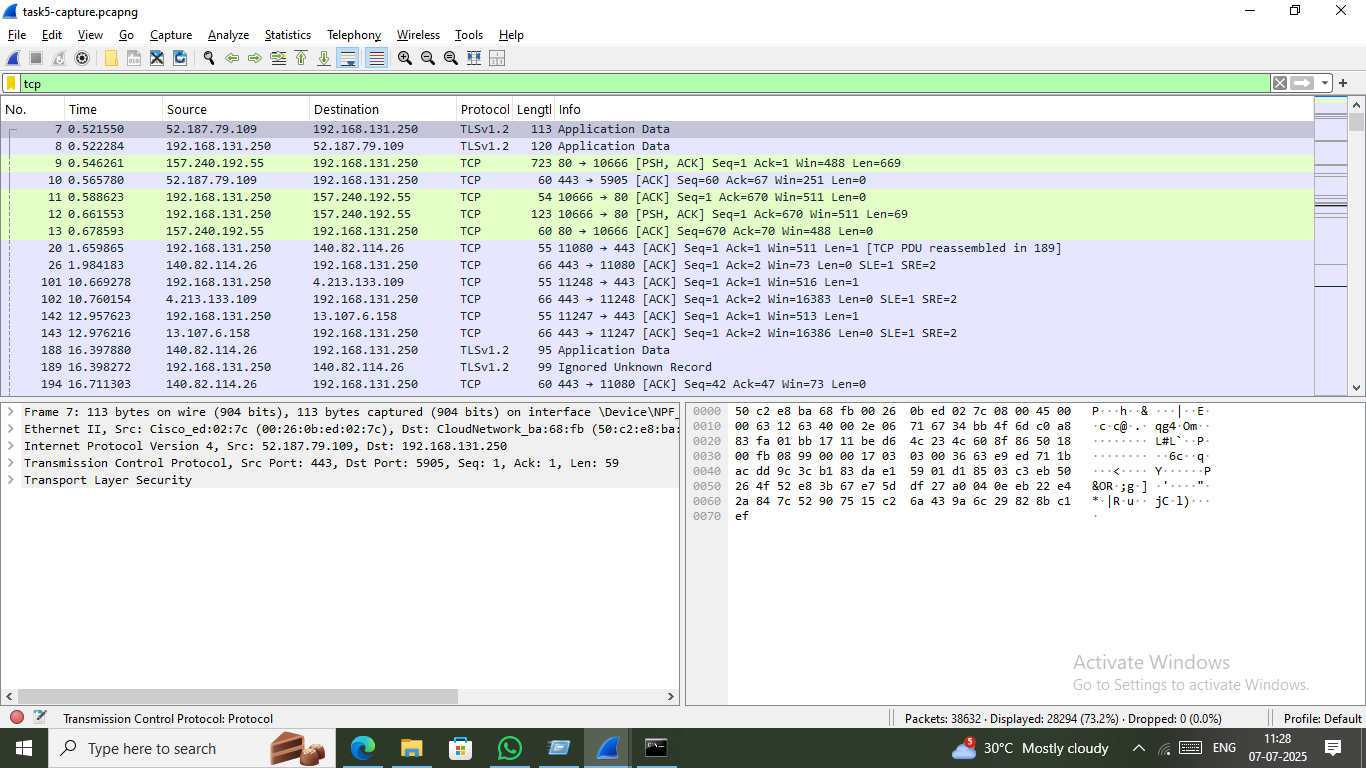 task5-capture.pcapng
File Edit View Go Capture Analyze Statistics Telephony Wireless Tools Help
tcp
No. Time Source Destination Protocol Lengtl Info
7 0.521550 52.187.79.109 192.168.131.250 TLSv1.2 113 Application Data
8 0.522284 192.168.131.250 52.187.79.109 TLSv1.2 120 Application Data
9 0.546261 157.240.192.55 192.168.131.250 TCP 723 80 → 10666 [PSH, ACK] Seq=1 Ack=1 Win=488 Len=669
10 0.565780 52.187.79.109 192.168.131.250 TCP 60 443 → 5905 [ACK] Seq=60 Ack=67 Win=251 Len=0
11 0.588623 192.168.131.250 157.240.192.55 TCP 54 10666 → 80 [ACK] Seq=1 Ack=670 Win=511 Len=0
12 0.661553 192.168.131.250 157.240.192.55 TCP 123 10666 → 80 [PSH, ACK] Seq=1 Ack=670 Win=511 Len=69
13 0.678593 157.240.192.55 192.168.131.250 TCP 60 80 → 10666 [ACK] Seq=670 Ack=70 Win=488 Len=0
20 1.659865 192.168.131.250 140.82.114.26 TCP 55 11080 → 443 [ACK] Seq=1 Ack=1 Win=511 Len=1 [TCP PDU reassembled in 189]
26 1.984183 140.82.114.26 192.168.131.250 TCP 66 443 → 11080 [ACK] Seq=1 Ack=2 Win=73 Len=0 SLE=1 SRE=2
101 10.669278 192.168.131.250 4.213.133.109 TCP 55 11248 → 443 [ACK] Seq=1 Ack=1 Win=516 Len=1
102 10.760154 4.213.133.109 192.168.131.250 TCP 66 443 → 11248 [ACK] Seq=1 Ack=2 Win=16383 Len=0 SLE=1 SRE=2
142 12.957623 192.168.131.250 13.107.6.158 TCP 55 11247 → 443 [ACK] Seq=1 Ack=1 Win=513 Len=1
143 12.976216 13.107.6.158 192.168.131.250 TCP 66 443 → 11247 [ACK] Seq=1 Ack=2 Win=16386 Len=0 SLE=1 SRE=2
188 16.397880 140.82.114.26 192.168.131.250 TLSv1.2 95 Application Data
189 16.398272 192.168.131.250 140.82.114.26 TLSv1.2 99 Ignored Unknown Record
194 16.711303 140.82.114.26 192.168.131.250 TCP 60 443 → 11080 [ACK] Seq=42 Ack=47 Win=73 Len=0
Frame 7: 113 bytes on wire (904 bits), 113 bytes captured (904 bits) on interface \Device\NPF_
Ethernet II, Src: Cisco_ed:02:7c (00:26:0b:ed:02:7c), Dst: CloudNetwork_ba:68:fb (50:c2:e8:ba:
Internet Protocol Version 4, Src: 52.187.79.109, Dst: 192.168.131.250
Transmission Control Protocol, Src Port: 443, Dst Port: 5905, Seq: 1, Ack: 1, Len: 59
Transport Layer Security
0000 50 c2 e8 ba 68 fb 00 26 0b ed 02 7c 08 00 45 00 P···h··& ···|··E·
0010 00 63 12 63 40 00 2e 06 71 67 34 bb 4f 6d c0 a8 ·c·c@·.· qg4·Om··
0020 83 fa 01 bb 17 11 be d6 4c 23 4c 60 8f 86 50 18 ········ L#L`··P·
0030 00 fb 08 99 00 00 17 03 03 00 36 63 e9 ed 71 1b ········ ··6c··q·
0040 ac dd 9c 3c b1 83 da e1 59 01 d1 85 03 c3 eb 50 ···<···· Y······P
0050 26 4f 52 e8 3b 67 e7 5d df 27 a0 04 0e eb 22 e4 &OR·;g·] ·'····"·
0060 2a 84 7c 52 90 75 15 c2 6a 43 9a 6c 29 82 8b c1 *·|R·u·· jC·l)···
0070 ef ·
Activate Windows
Go to Settings to activate Windows.
Transmission Control Protocol: Protocol
Packets: 38632 · Displayed: 28294 (73.2%) · Dropped: 0 (0.0%)
Profile: Default
Type here to search
5
30°C Mostly cloudy
ENG
11:28
07-07-2025